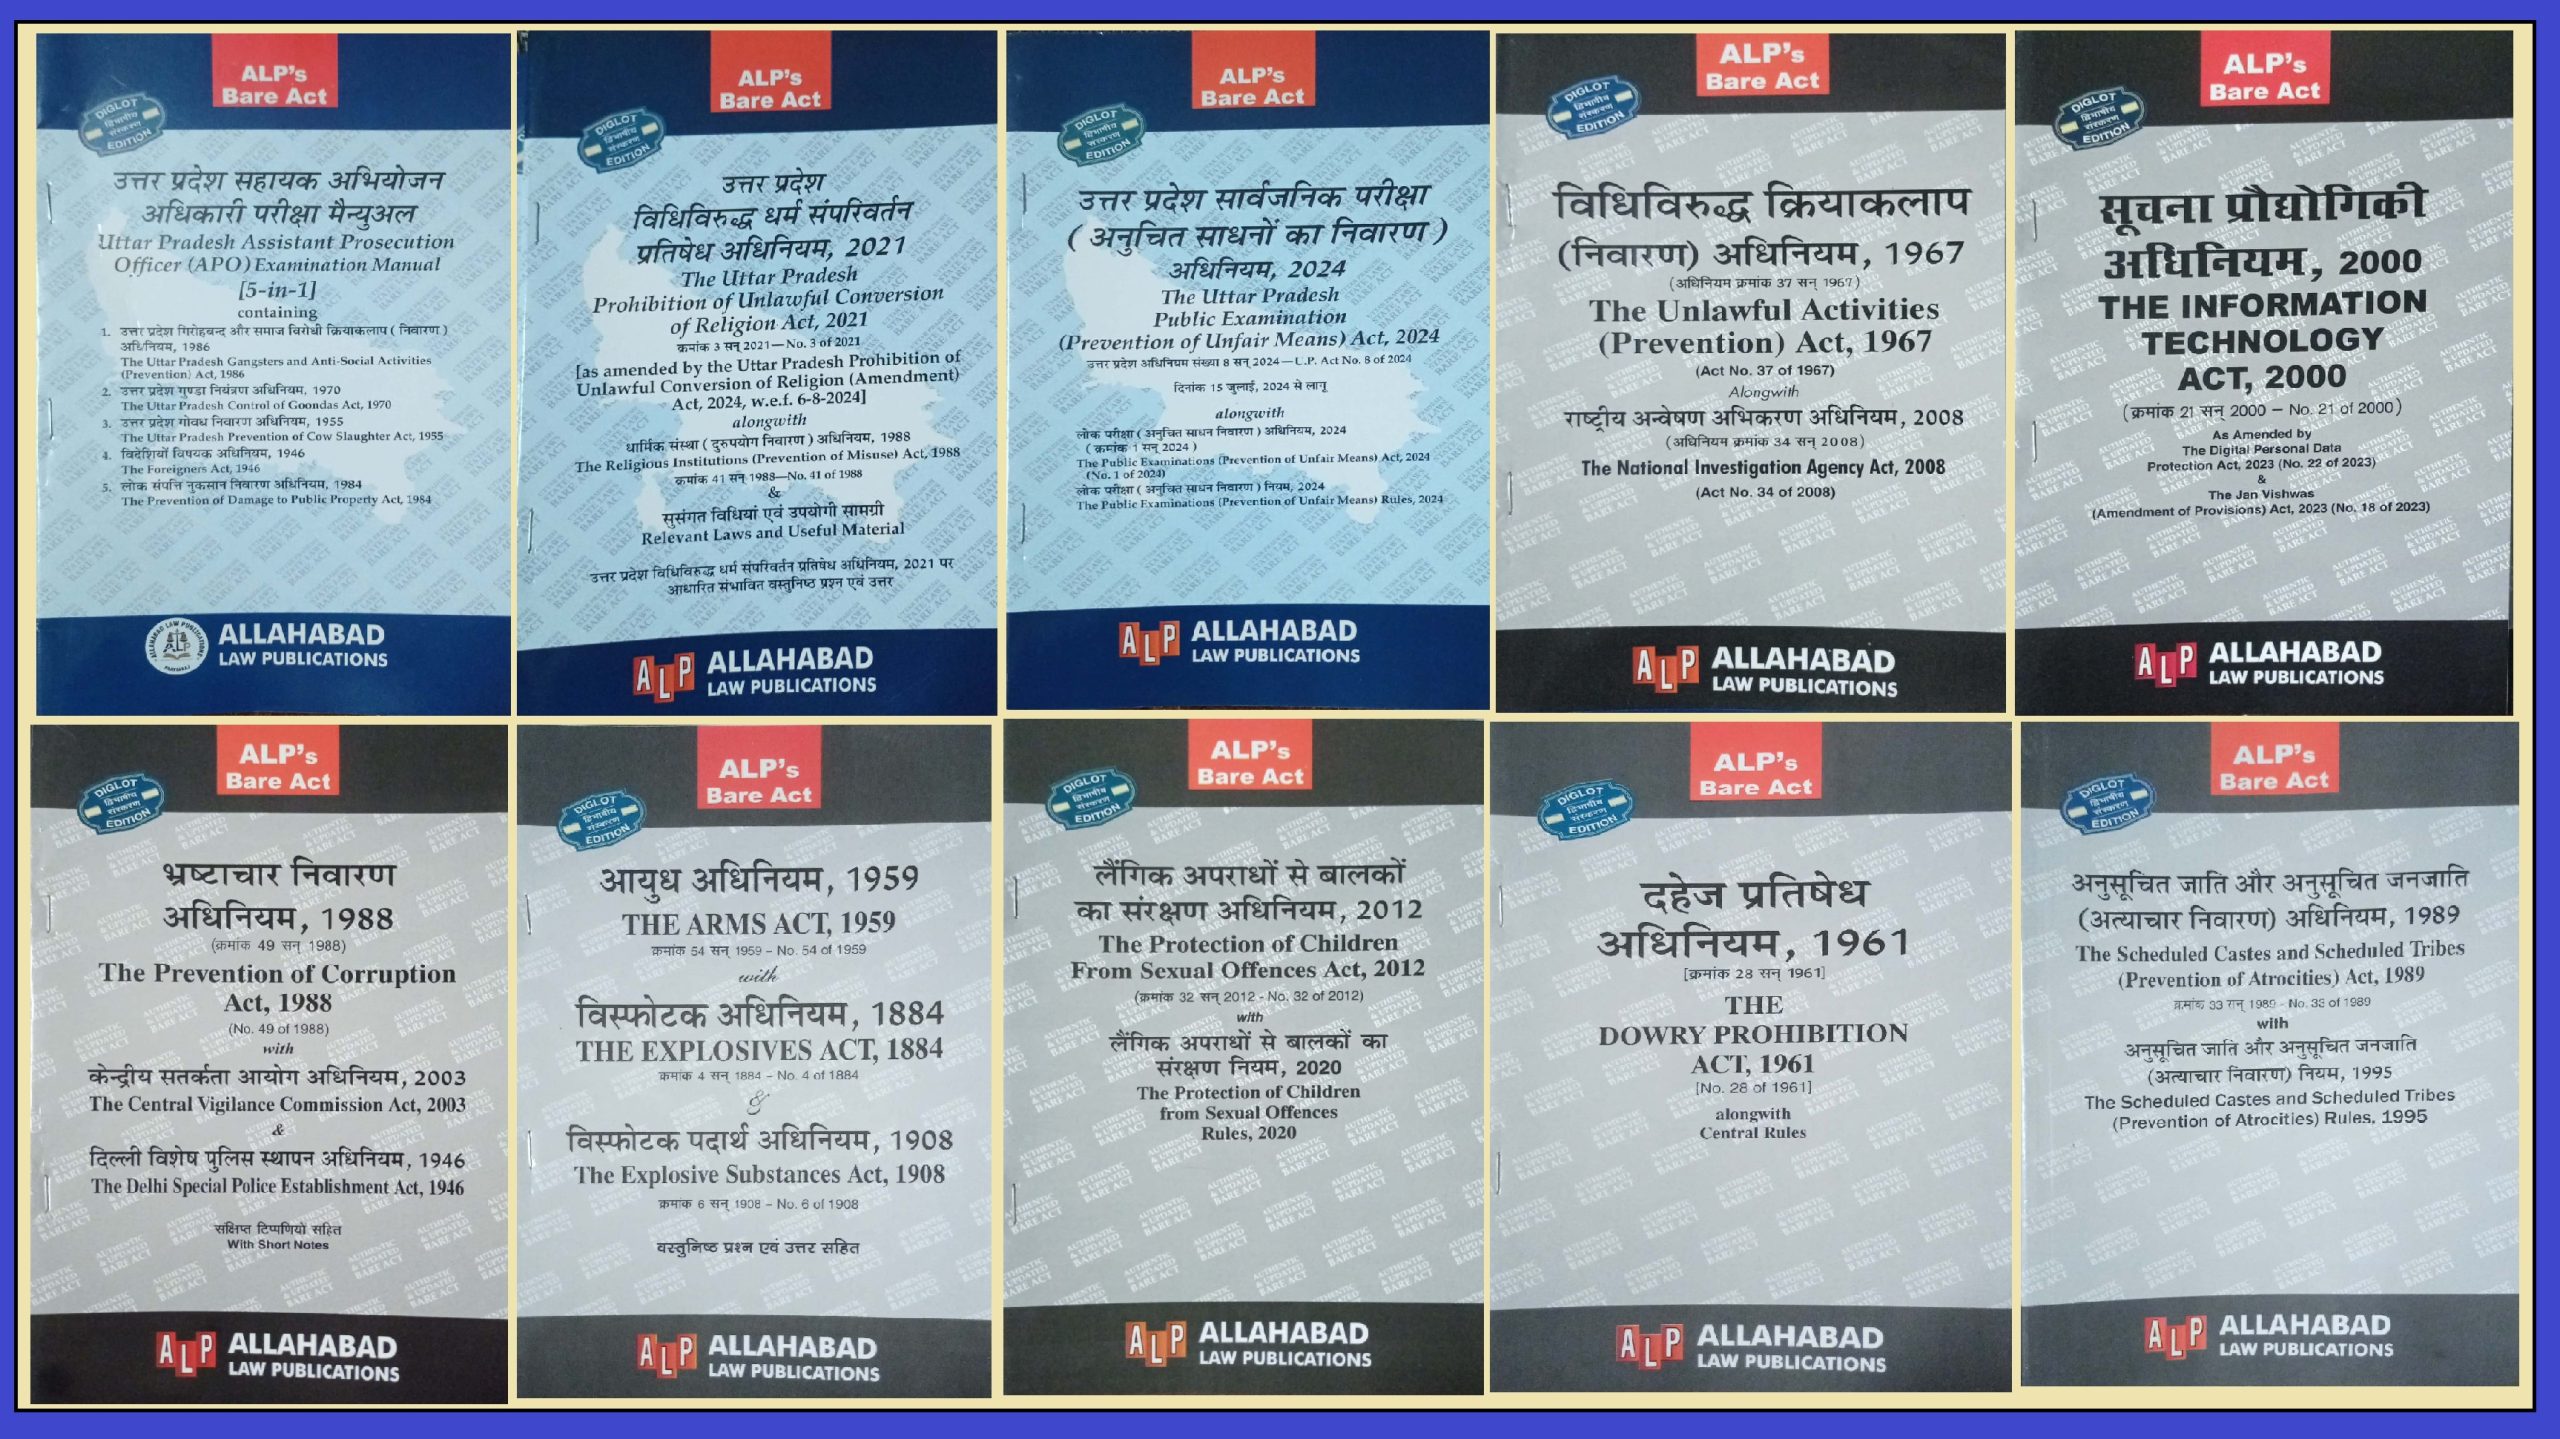 ALP's
Bare Act
DIGLOT
द्विभाषीय
संस्करण
EDITION
उत्तर प्रदेश सहायक अभियोजन
अधिकारी परीक्षा मैन्युअल
Uttar Pradesh Assistant Prosecution
Officer (APO) Examination Manual
[5-in-1]
containing
1. उत्तर प्रदेश गिरोहबन्द और समाज विरोधी क्रियाकलाप ( निवारण )
अधिनियम, 1986
The Uttar Pradesh Gangsters and Anti-Social Activities
(Prevention) Act, 1986
2. उत्तर प्रदेश गुण्डा नियंत्रण अधिनियम, 1970
The Uttar Pradesh Control of Goondas Act, 1970
3. उत्तर प्रदेश गोवध निवारण अधिनियम, 1955
The Uttar Pradesh Prevention of Cow Slaughter Act, 1955
4. विदेशियों विषयक अधिनियम, 1946
The Foreigners Act, 1946
5. लोक संपत्ति नुकसान निवारण अधिनियम, 1984
The Prevention of Damage to Public Property Act, 1984
ALLAHABAD
LAW PUBLICATIONS
ALP's
Bare Act
DIGLOT
द्विभाषीय
संस्करण
EDITION
उत्तर प्रदेश
विधिविरुद्ध धर्म संपरिवर्तन
प्रतिषेध अधिनियम, 2021
The Uttar Pradesh
Prohibition of Unlawful Conversion
of Religion Act, 2021
क्रमांक 3 सन् 2021—No. 3 of 2021
[as amended by the Uttar Pradesh Prohibition of
Unlawful Conversion of Religion (Amendment)
Act, 2024, w.e.f. 6-8-2024]
alongwith
धार्मिक संस्था ( दुरुपयोग निवारण ) अधिनियम, 1988
The Religious Institutions (Prevention of Misuse) Act, 1988
क्रमांक 41 सन् 1988—No. 41 of 1988
&
सुसंगत विधियां एवं उपयोगी सामग्री
Relevant Laws and Useful Material
उत्तर प्रदेश विधिविरुद्ध धर्म संपरिवर्तन प्रतिषेध अधिनियम, 2021 पर
आधारित संभावित वस्तुनिष्ठ प्रश्न एवं उत्तर
ALP ALLAHABAD
LAW PUBLICATIONS
ALP's
Bare Act
DIGLOT
द्विभाषीय
संस्करण
EDITION
उत्तर प्रदेश सार्वजनिक परीक्षा
( अनुचित साधनों का निवारण )
अधिनियम, 2024
The Uttar Pradesh
Public Examination
(Prevention of Unfair Means) Act, 2024
उत्तर प्रदेश अधिनियम संख्या 8 सन् 2024—U.P. Act No. 8 of 2024
दिनांक 15 जुलाई, 2024 से लागू
alongwith
लोक परीक्षा ( अनुचित साधन निवारण ) अधिनियम, 2024
( क्रमांक 1 सन् 2024 )
The Public Examinations (Prevention of Unfair Means) Act, 2024
(No. 1 of 2024)
लोक परीक्षा ( अनुचित साधन निवारण ) नियम, 2024
The Public Examinations (Prevention of Unfair Means) Rules, 2024
ALP ALLAHABAD
LAW PUBLICATIONS
ALP's
Bare Act
DIGLOT
द्विभाषीय
संस्करण
EDITION
विधिविरुद्ध क्रियाकलाप
(निवारण) अधिनियम, 1967
(अधिनियम क्रमांक 37 सन् 1967)
The Unlawful Activities
(Prevention) Act, 1967
(Act No. 37 of 1967)
Alongwith
राष्ट्रीय अन्वेषण अभिकरण अधिनियम, 2008
(अधिनियम क्रमांक 34 सन् 2008)
The National Investigation Agency Act, 2008
(Act No. 34 of 2008)
ALP ALLAHABAD
LAW PUBLICATIONS
ALP's
Bare Act
DIGLOT
द्विभाषीय
संस्करण
EDITION
सूचना प्रौद्योगिकी
अधिनियम, 2000
THE INFORMATION
TECHNOLOGY
ACT, 2000
(क्रमांक 21 सन् 2000 – No. 21 of 2000)
As Amended by
The Digital Personal Data
Protection Act, 2023 (No. 22 of 2023)
&
The Jan Vishwas
(Amendment of Provisions) Act, 2023 (No. 18 of 2023)
ALP ALLAHABAD
LAW PUBLICATIONS
ALP's
Bare Act
DIGLOT
द्विभाषीय
संस्करण
EDITION
भ्रष्टाचार निवारण
अधिनियम, 1988
(क्रमांक 49 सन् 1988)
The Prevention of Corruption
Act, 1988
(No. 49 of 1988)
with
केन्द्रीय सतर्कता आयोग अधिनियम, 2003
The Central Vigilance Commission Act, 2003
&
दिल्ली विशेष पुलिस स्थापन अधिनियम, 1946
The Delhi Special Police Establishment Act, 1946
संक्षिप्त टिप्पणियों सहित
With Short Notes
ALP ALLAHABAD
LAW PUBLICATIONS
ALP's
Bare Act
DIGLOT
द्विभाषीय
संस्करण
EDITION
आयुध अधिनियम, 1959
THE ARMS ACT, 1959
क्रमांक 54 सन् 1959 – No. 54 of 1959
with
विस्फोटक अधिनियम, 1884
THE EXPLOSIVES ACT, 1884
क्रमांक 4 सन् 1884 – No. 4 of 1884
&
विस्फोटक पदार्थ अधिनियम, 1908
The Explosive Substances Act, 1908
क्रमांक 6 सन् 1908 – No. 6 of 1908
वस्तुनिष्ठ प्रश्न एवं उत्तर सहित
ALP ALLAHABAD
LAW PUBLICATIONS
ALP's
Bare Act
DIGLOT
द्विभाषीय
संस्करण
EDITION
लैंगिक अपराधों से बालकों
का संरक्षण अधिनियम, 2012
The Protection of Children
From Sexual Offences Act, 2012
(क्रमांक 32 सन् 2012 - No. 32 of 2012)
with
लैंगिक अपराधों से बालकों का
संरक्षण नियम, 2020
The Protection of Children
from Sexual Offences
Rules, 2020
ALP ALLAHABAD
LAW PUBLICATIONS
ALP's
Bare Act
DIGLOT
द्विभाषीय
संस्करण
EDITION
दहेज प्रतिषेध
अधिनियम, 1961
[क्रमांक 28 सन् 1961]
THE
DOWRY PROHIBITION
ACT, 1961
[No. 28 of 1961]
alongwith
Central Rules
ALP ALLAHABAD
LAW PUBLICATIONS
ALP's
Bare Act
DIGLOT
द्विभाषीय
संस्करण
EDITION
अनुसूचित जाति और अनुसूचित जनजाति
(अत्याचार निवारण) अधिनियम, 1989
The Scheduled Castes and Scheduled Tribes
(Prevention of Atrocities) Act, 1989
क्रमांक 33 सन् 1989 - No. 33 of 1989
with
अनुसूचित जाति और अनुसूचित जनजाति
(अत्याचार निवारण) नियम, 1995
The Scheduled Castes and Scheduled Tribes
(Prevention of Atrocities) Rules, 1995
ALP ALLAHABAD
LAW PUBLICATIONS